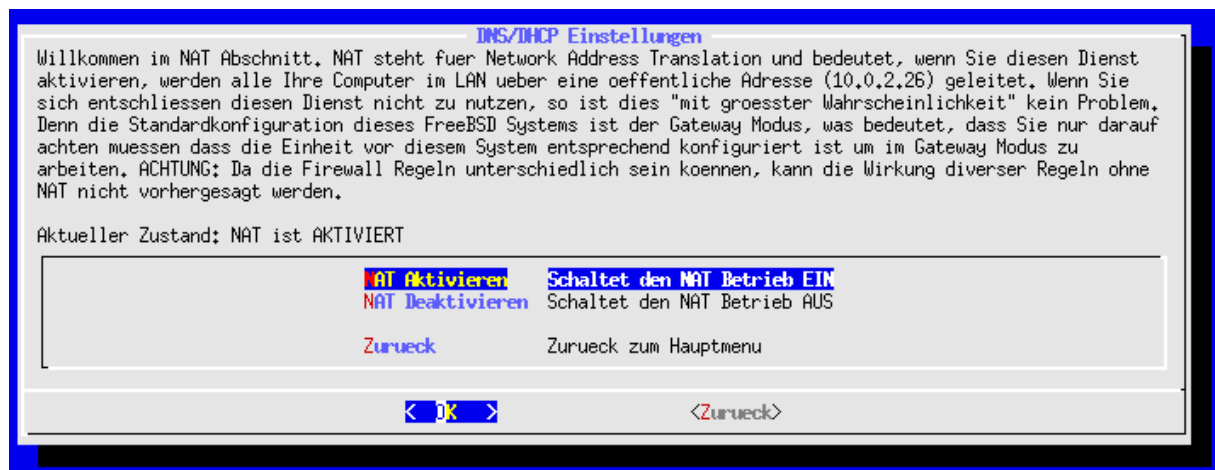 DNS/DHCP Einstellungen
Willkommen im NAT Abschnitt. NAT steht fuer Network Address Translation und bedeutet, wenn Sie diesen Dienst
aktivieren, werden alle Ihre Computer im LAN ueber eine oeffentliche Adresse (10.0.2.26) geleitet. Wenn Sie
sich entschliessen diesen Dienst nicht zu nutzen, so ist dies "mit groesster Wahrscheinlichkeit" kein Problem.
Denn die Standardkonfiguration dieses FreeBSD Systems ist der Gateway Modus, was bedeutet, dass Sie nur darauf
achten muessen dass die Einheit vor diesem System entsprechend konfiguriert ist um im Gateway Modus zu
arbeiten. ACHTUNG: Da die Firewall Regeln unterschiedlich sein koennen, kann die Wirkung diverser Regeln ohne
NAT nicht vorhergesagt werden.
Aktueller Zustand: NAT ist AKTIVIERT
NAT Aktivieren Schaltet den NAT Betrieb EIN
NAT Deaktivieren Schaltet den NAT Betrieb AUS
Zurueck Zurueck zum Hauptmenu
< OK > <Zurueck>